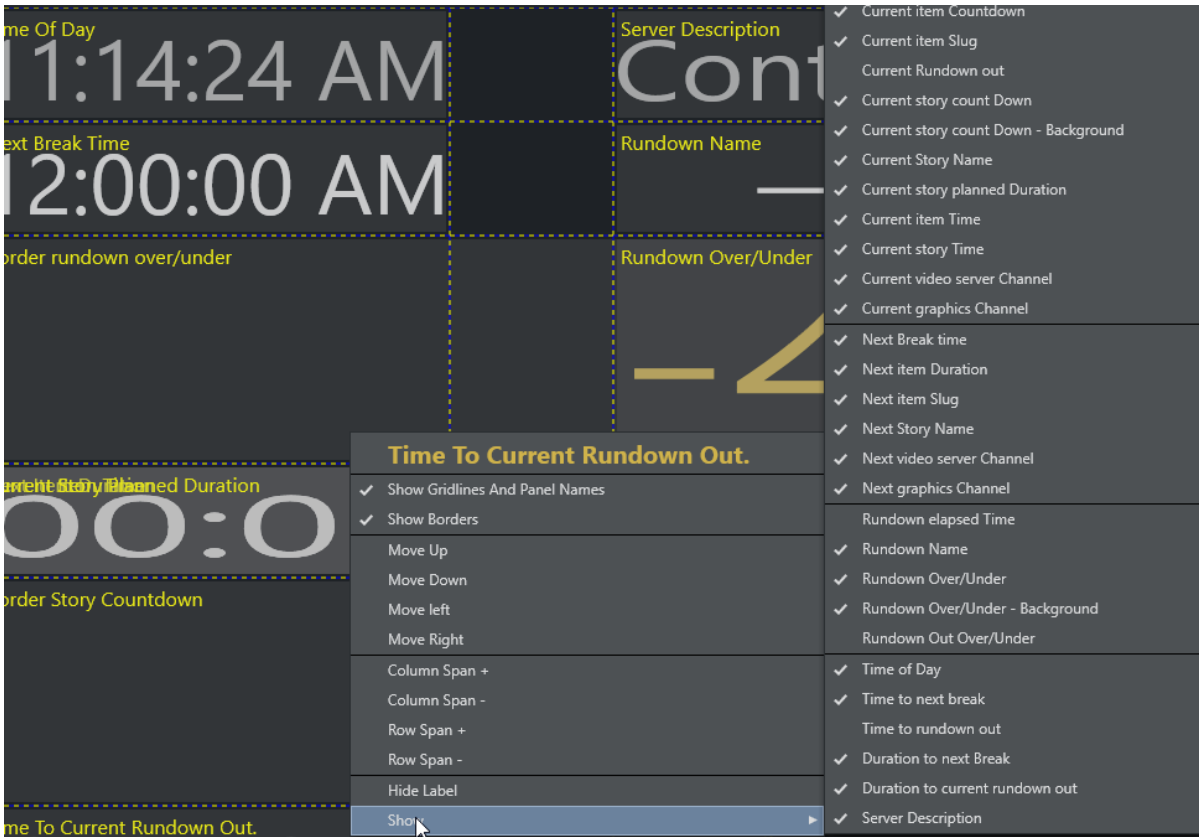 me Of Day
11:14:24 AM
Server Description
Cont
ext Break Time
12:00:00 AM
Rundown Name
order rundown over/under
Rundown Over/Under
Planned Duration
00:0
order Story Countdown
me To Current Rundown Out.
Time To Current Rundown Out.
Show Gridlines And Panel Names
Show Borders
Move Up
Move Down
Move left
Move Right
Column Span +
Column Span -
Row Span +
Row Span -
Hide Label
Show
Current item Countdown
Current item Slug
Current Rundown out
Current story count Down
Current story count Down - Background
Current Story Name
Current story planned Duration
Current item Time
Current story Time
Current video server Channel
Current graphics Channel
Next Break time
Next item Duration
Next item Slug
Next Story Name
Next video server Channel
Next graphics Channel
Rundown elapsed Time
Rundown Name
Rundown Over/Under
Rundown Over/Under - Background
Rundown Out Over/Under
Time of Day
Time to next break
Time to rundown out
Duration to next Break
Duration to current rundown out
Server Description